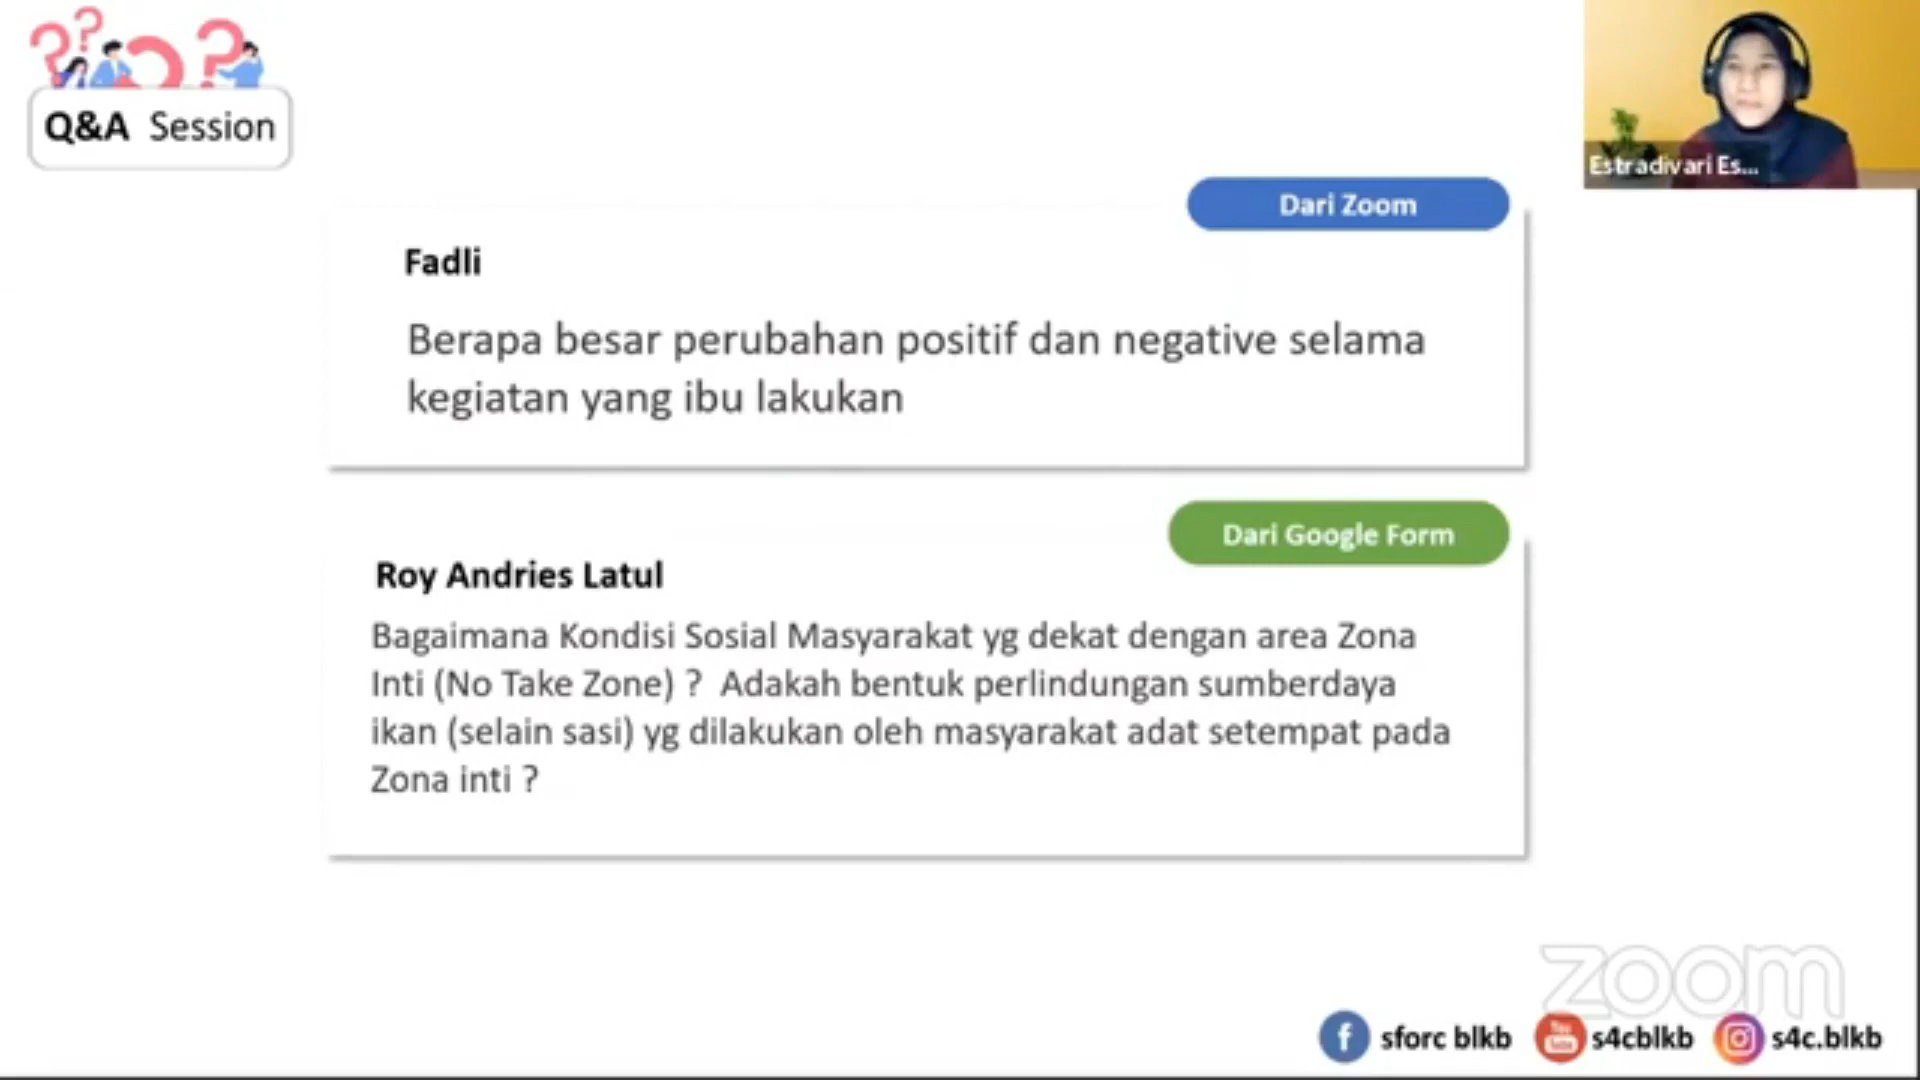 Q&A Session
Estradivari Es...
Dari Zoom
Fadli
Berapa besar perubahan positif dan negative selama
kegiatan yang ibu lakukan
Dari Google Form
Roy Andries Latul
Bagaimana Kondisi Sosial Masyarakat yg dekat dengan area Zona
Inti (No Take Zone) ? Adakah bentuk perlindungan sumberdaya
ikan (selain sasi) yg dilakukan oleh masyarakat adat setempat pada
Zona inti ?
zoom
f sforc blkb You Tube s4cblkb s4c.blkb